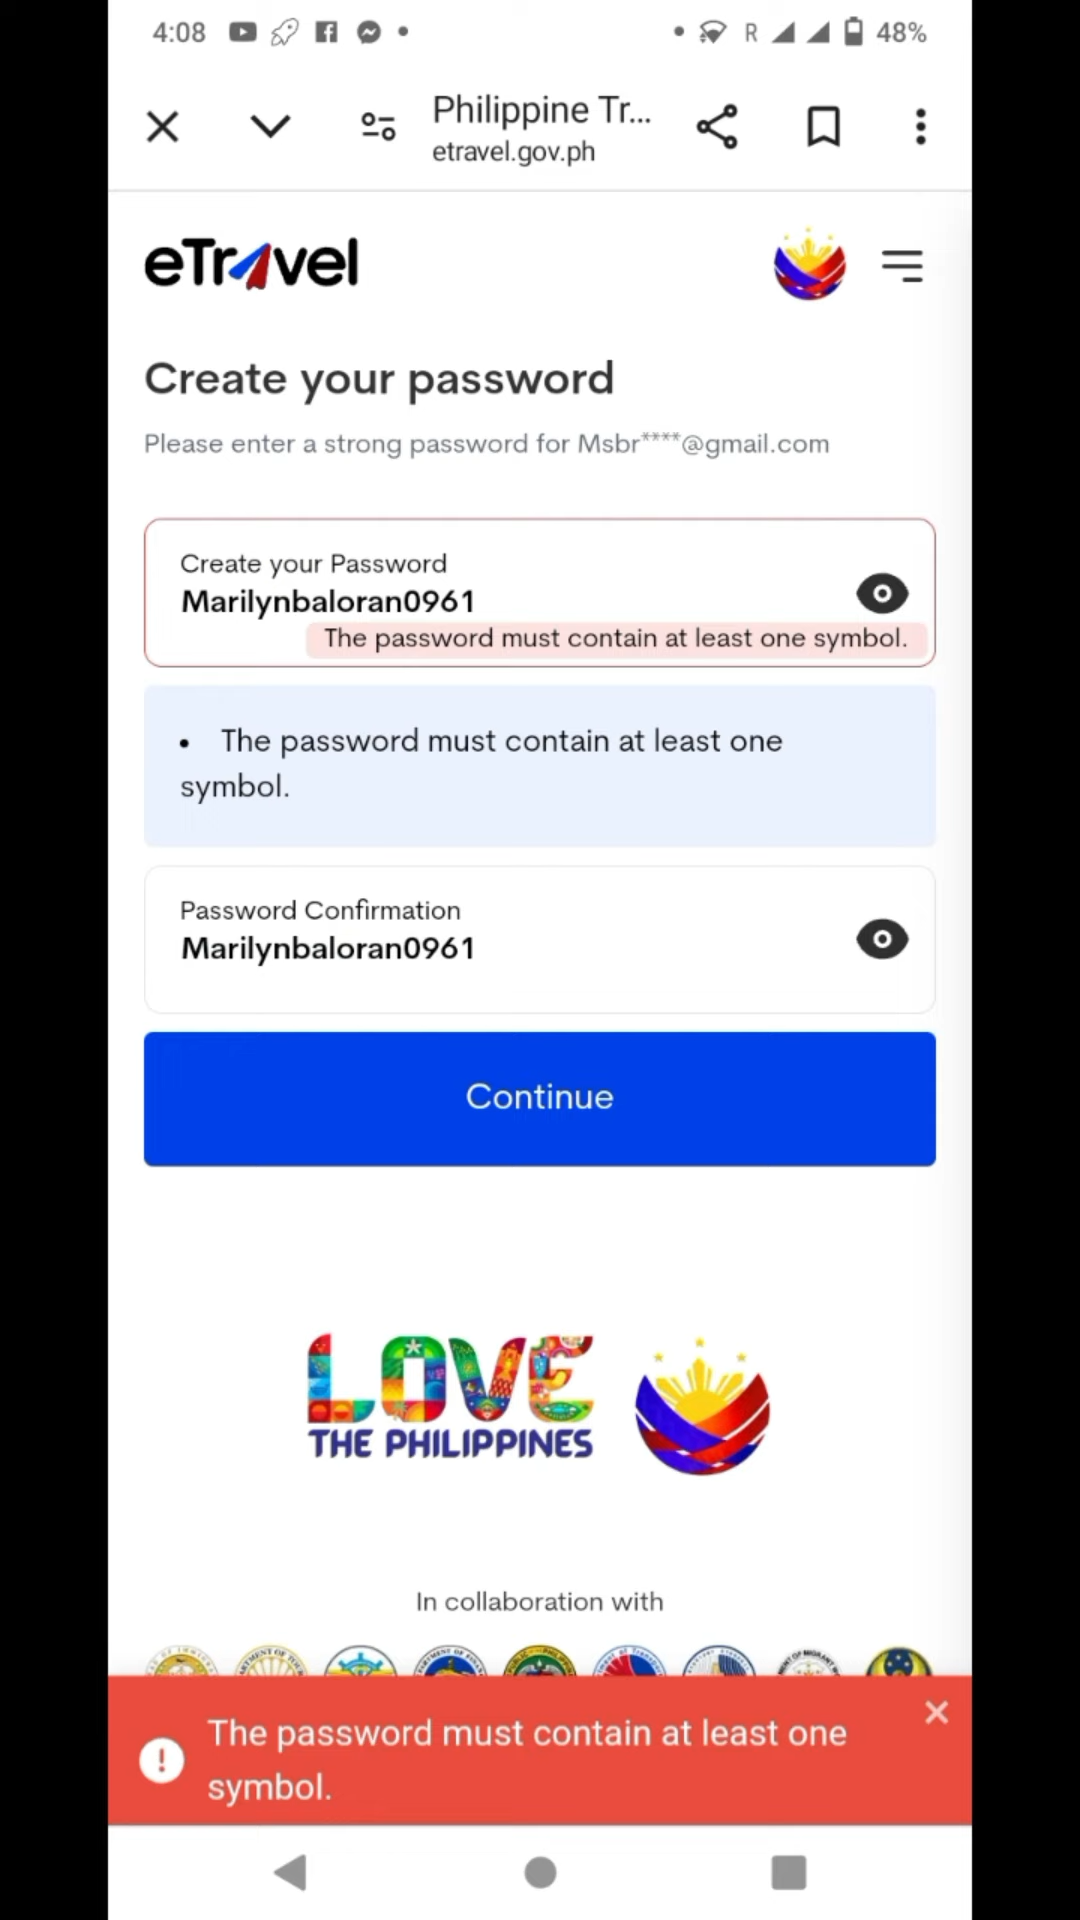 4:08
R
48%
Philippine Tr...
etravel.gov.ph
eTravel
Create your password
Please enter a strong password for Msbr****@gmail.com
Create your Password
Marilynbaloran0961
The password must contain at least one symbol.
• The password must contain at least one
symbol.
Password Confirmation
Marilynbaloran0961
Continue
LOVE
THE PHILIPPINES
In collaboration with
The password must contain at least one
symbol.